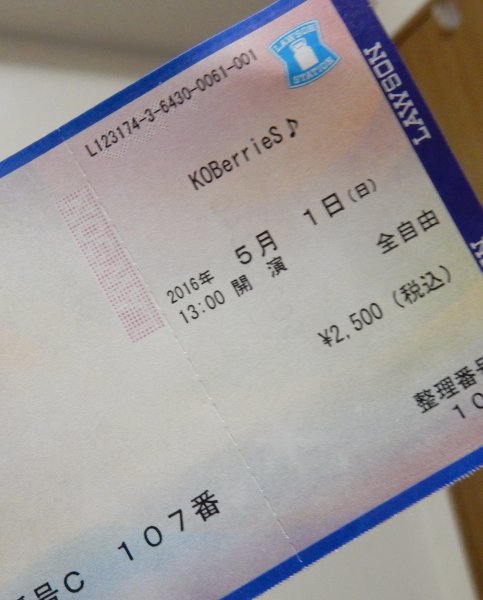 LAWSON STATION
LAWSON
L123174-3-6430-0061-001
KOBerrieS♪
2016年 5月 1日(日)
13:00 開演 全自由
¥2,500(税込)
整理番号
10
号C 107番